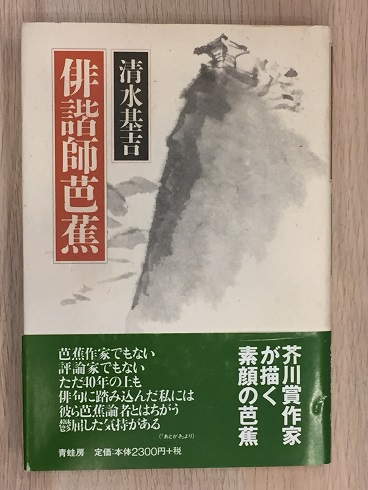 俳諧師芭蕉
清水基吉
芥川賞作家
が描く
素顔の芭蕉
芭蕉作家でもない
評論家でもない
ただ40年の上も
俳句に踏み込んだ私には
彼ら芭蕉論者とはちがう
鬱屈した気持がある
(「あとがき」より)
青蛙房 定価:本体2300円+税